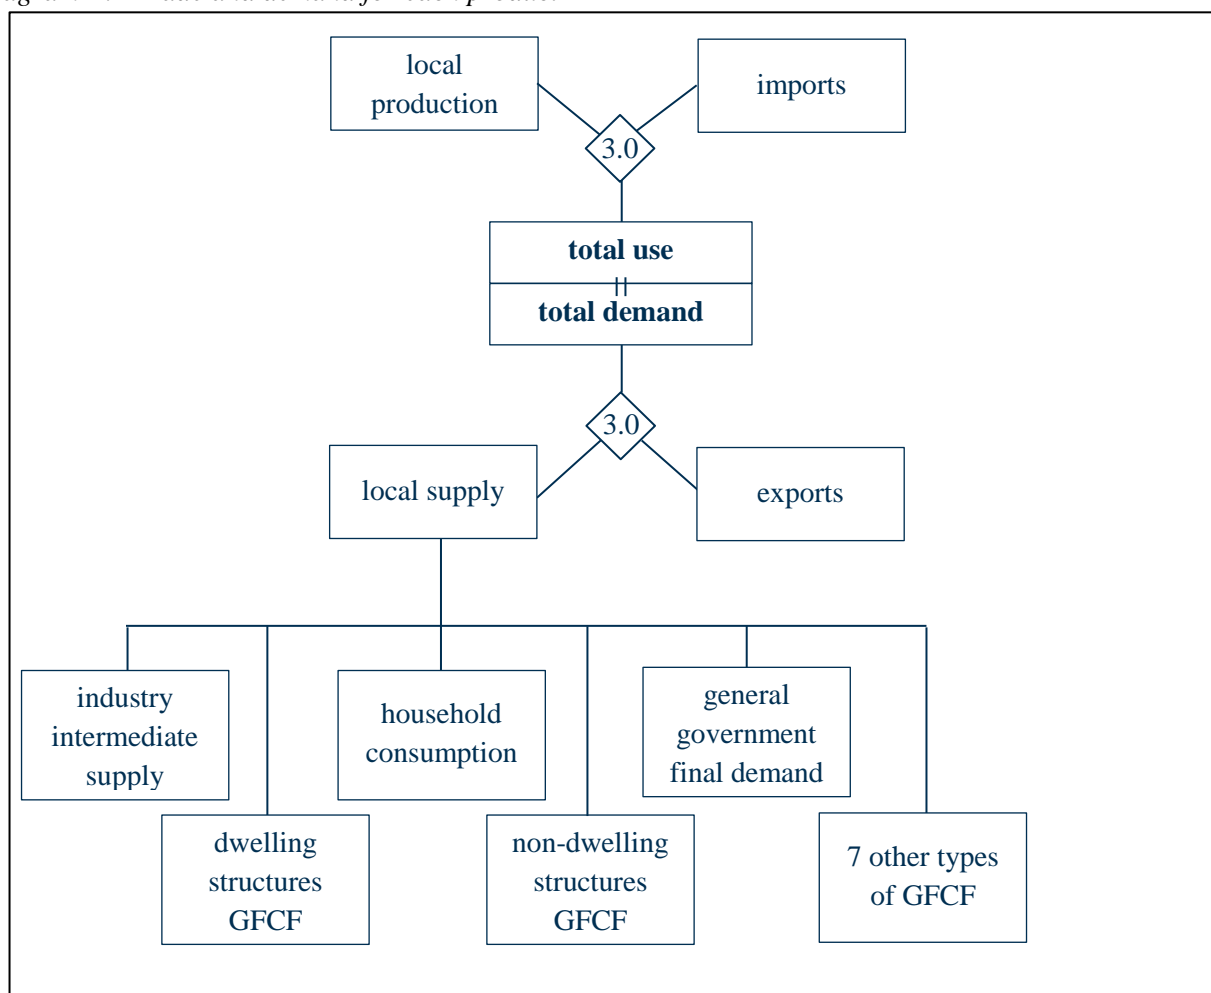 local
production
imports
3.0
total use
total demand
3.0
local supply
exports
industry
intermediate
supply
household
consumption
general
government
final demand
dwelling
structures
GFCF
non-dwelling
structures
GFCF
7 other types
of GFCF